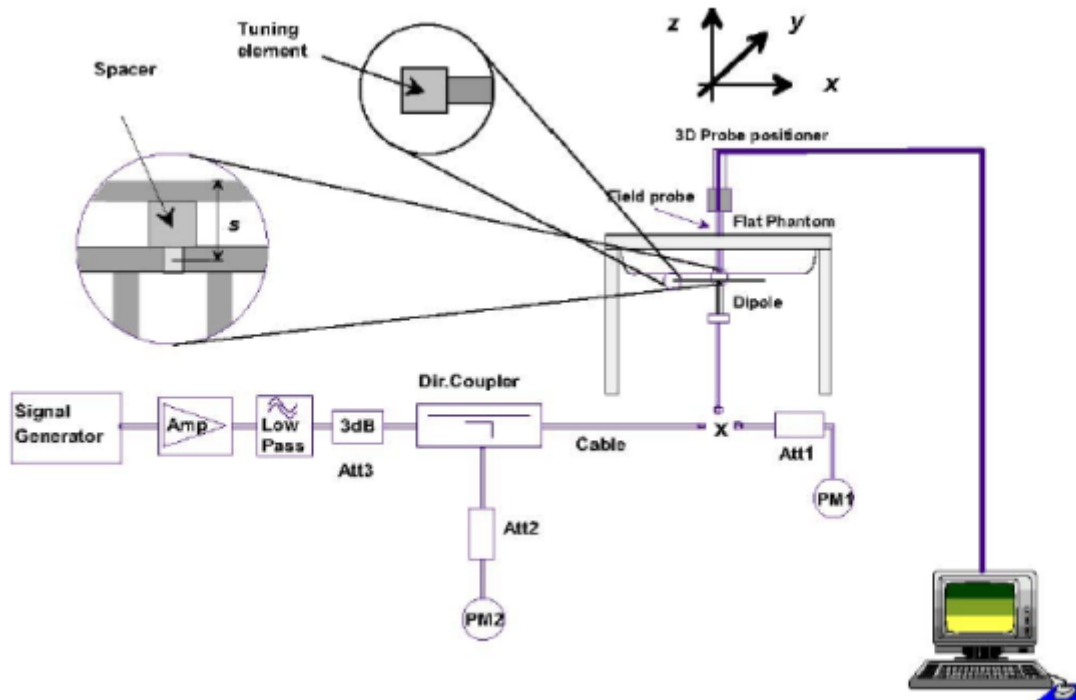 Tuning
element
Spacer
s
z
y
x
3D Probe positioner
Field probe
Flat Phantom
Dipole
Dir.Coupler
Signal
Generator
Amp
Low
Pass
3dB
Att3
Cable
x
Att1
PM1
Att2
PM2